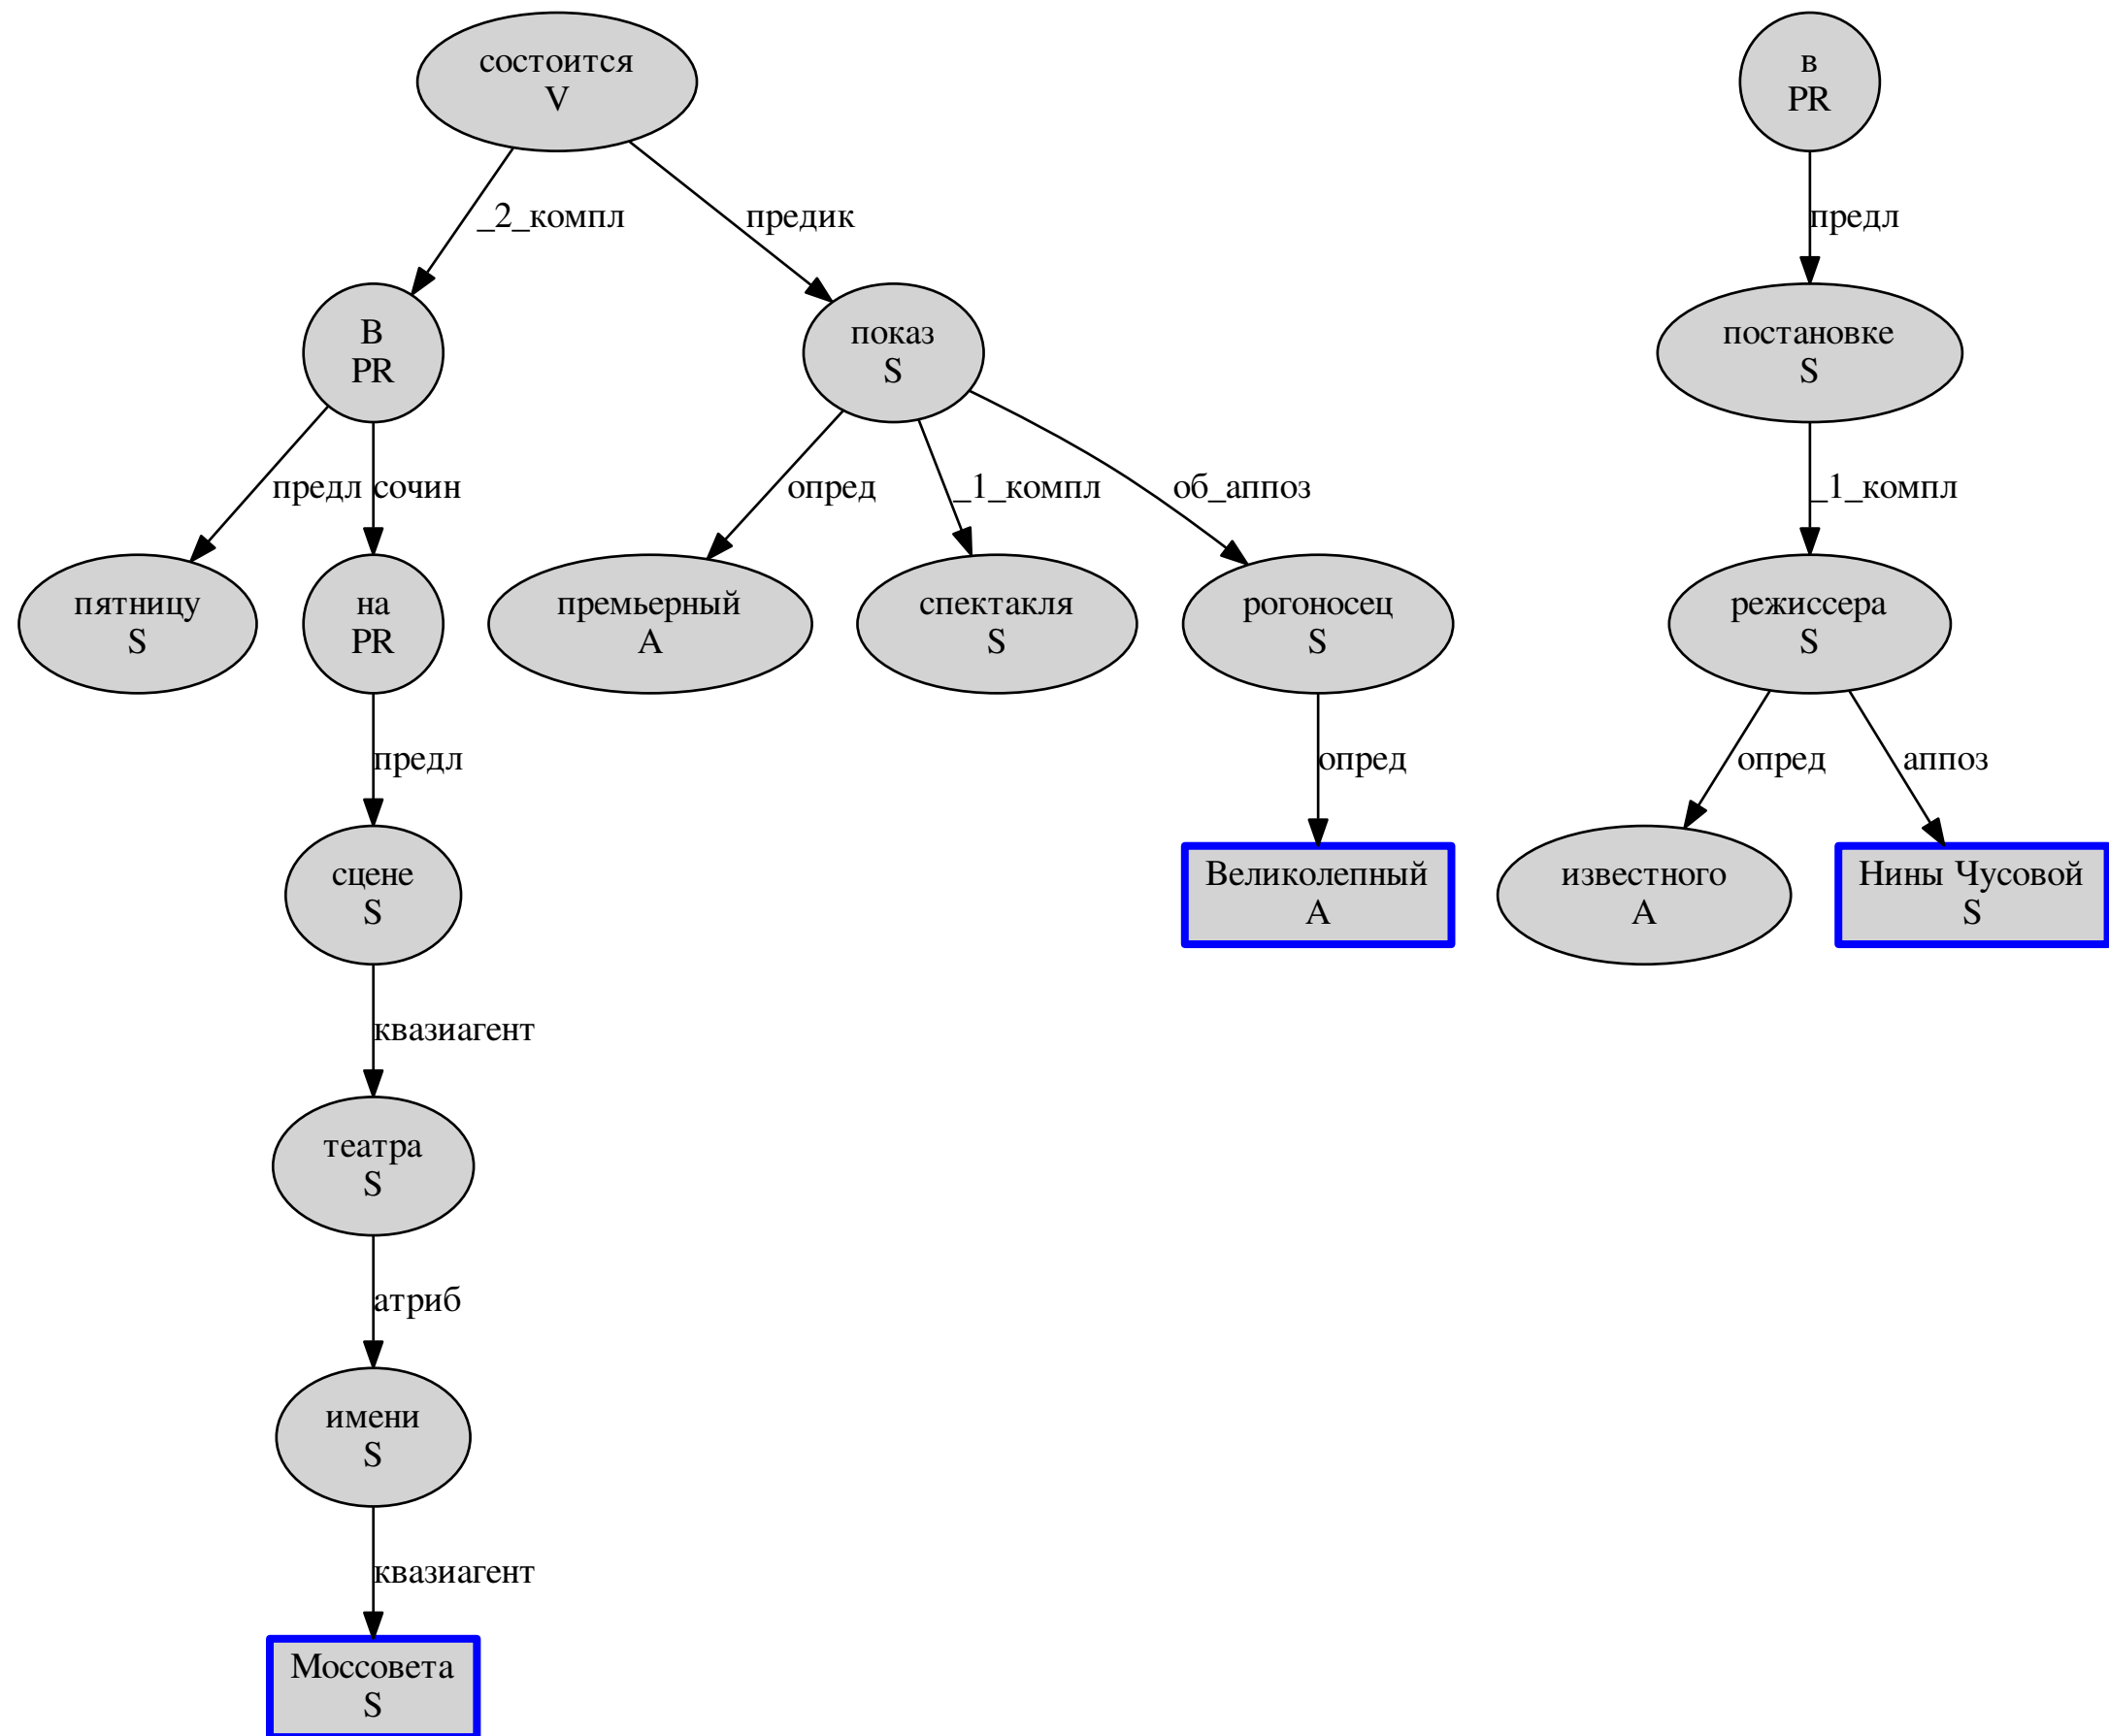 состоится
V
в
PR
_2_компл
предик
предл
В
PR
показ
S
постановке
S
предл
сочин
опред
_1_компл
об_аппоз
_1_компл
пятницу
S
на
PR
премьерный
A
спектакля
S
рогоносец
S
режиссера
S
предл
опред
опред
аппоз
сцене
S
Великолепный
A
известного
A
Нины Чусовой
S
квазиагент
театра
S
атриб
имени
S
квазиагент
Моссовета
S